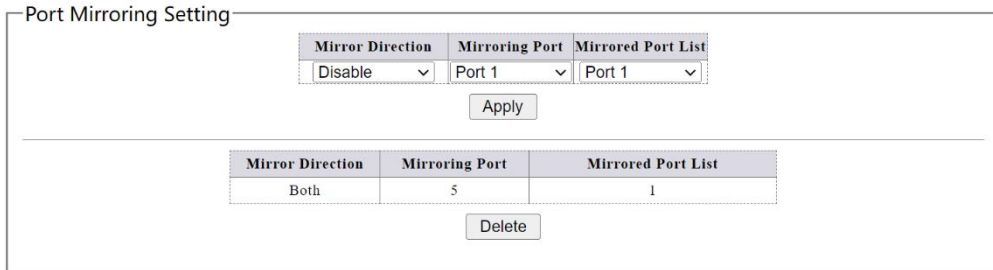 Port Mirroring Setting
Mirror Direction Mirroring Port Mirrored Port List
Disable Port 1 Port 1
Apply
Mirror Direction Mirroring Port Mirrored Port List
Both 5 1
Delete